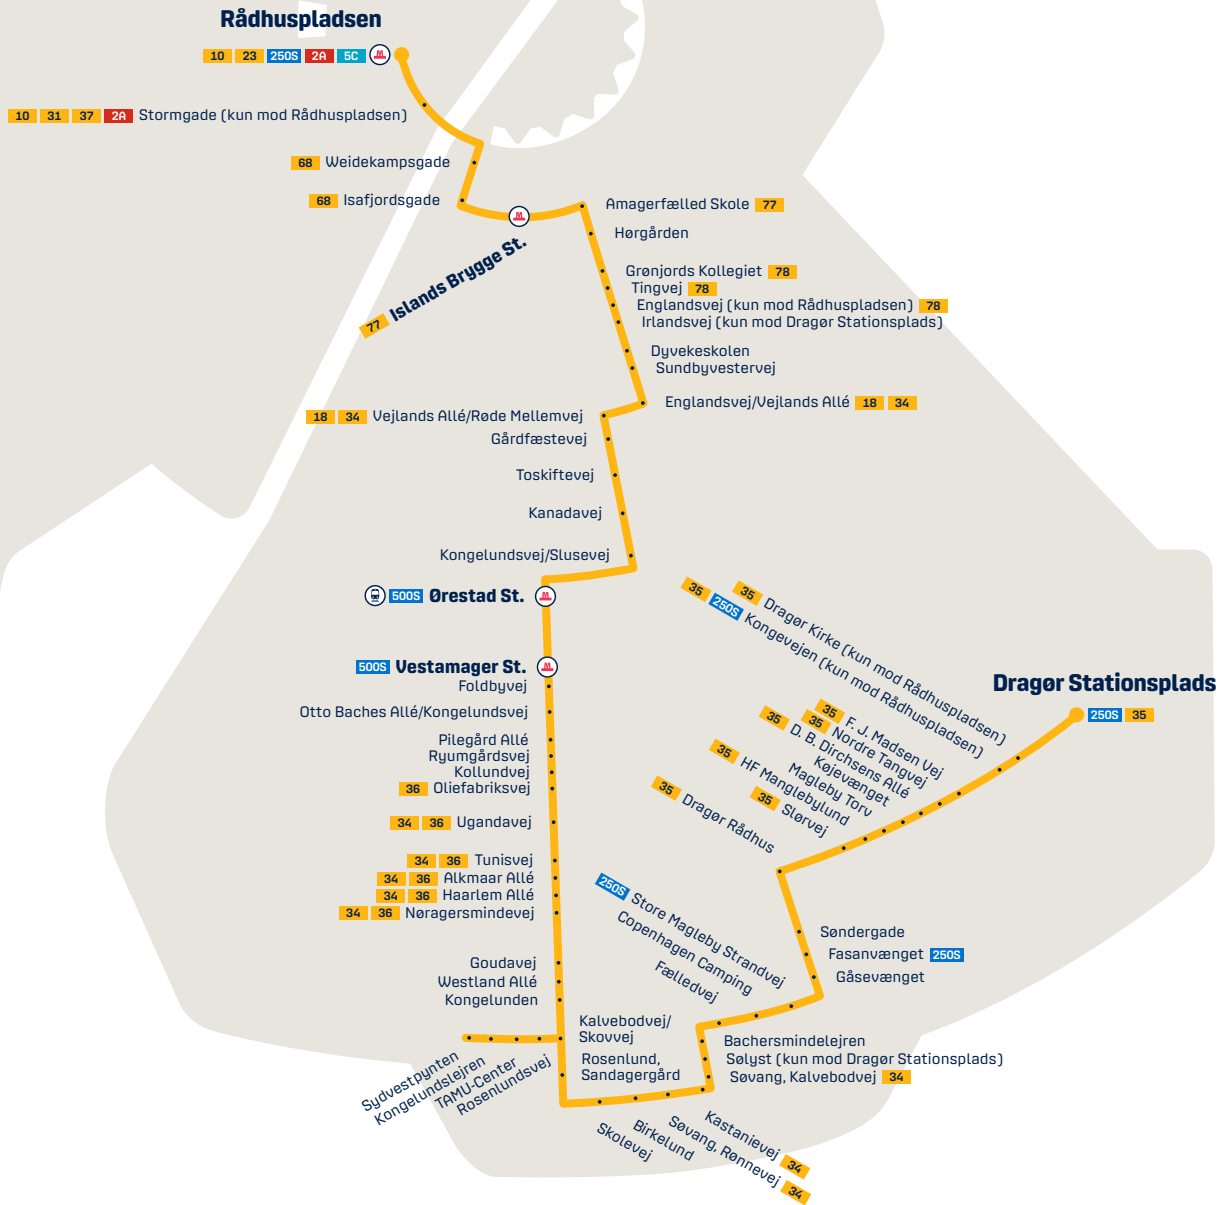 Rådhuspladsen
10 23 250S 2A 5C
10 31 37 2A Stormgade (kun mod Rådhuspladsen)
68 Weidekampsgade
68 Isafjordsgade
77 Islands Brygge St.
Amagerfælled Skole 77
Hørgården
Grønjords Kollegiet 78
Tingvej 78
Englandsvej (kun mod Rådhuspladsen) 78
Irlandsvej (kun mod Dragør Stationsplads)
Dyvekeskolen
Sundbyvestervej
Englandsvej/Vejlands Allé 18 34
18 34 Vejlands Allé/Røde Mellemvej
Gårdfæstevej
Toskiftevej
Kanadavej
Kongelundsvej/Slusevej
500S Ørestad St.
500S Vestamager St.
Foldbyvej
Otto Baches Allé/Kongelundsvej
Pilegård Allé
Ryumgårdsvej
Kollundvej
36 Oliefabriksvej
34 36 Ugandavej
34 36 Tunisvej
34 36 Alkmaar Allé
34 36 Haarlem Allé
34 36 Nøragersmindevej
Goudavej
Westland Allé
Kongelunden
Kalvebodvej/
Skovvej
Sydvestpynten
Kongelundslejren
TAMU-Center
Rosenlundsvej
Rosenlund,
Sandagergård
Skolevej
Birkelund
Søvang, Rønnevej 34
Kastanievej 34
Søvang, Kalvebodvej 34
Sølyst (kun mod Dragør Stationsplads)
Bachersmindelejren
Fælledvej
Copenhagen Camping
250S Store Magleby Strandvej
Gåsevænget
Fasanvænget 250S
Søndergade
35 Dragør Rådhus
35 Slørvej
35 HF Manglebylund
Magleby Torv
Køjevænget
35 D. B. Dirchsens Allé
35 Nordre Tangvej
35 F. J. Madsen Vej
35 250S Kongevejen (kun mod Rådhuspladsen)
35 Dragør Kirke (kun mod Rådhuspladsen)
Dragør Stationsplads
250S 35